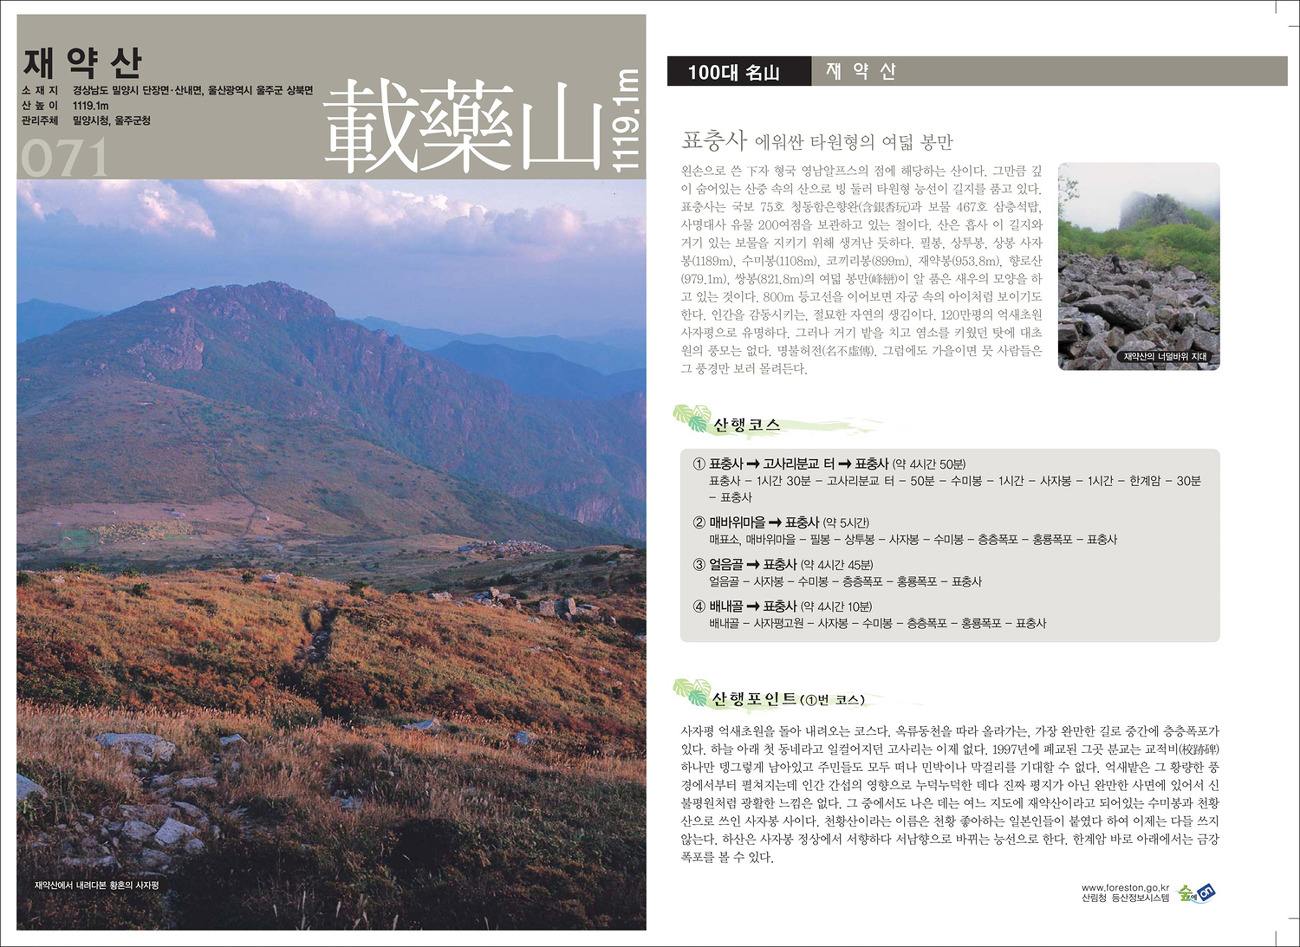 재약산
소재지 경상남도 밀양시 단장면·산내면, 울산광역시 울주군 상북면
산높이 1119.1m
관리주체 밀양시청, 울주군청
071
載藥山
1119.1m
재약산에서 내려다본 황혼의 사자평
100대 名山 재약산
표충사 에워싼 타원형의 여덟 봉만
왼손으로 쓴 下자 형국 영남알프스의 점에 해당하는 산이다. 그만큼 깊
이 숨어있는 산중 속의 산으로 빙 둘러 타원형 능선이 길지를 품고 있다.
표충사는 국보 75호 청동함은향완(含銀香玩)과 보물 467호 삼층석탑,
사명대사 유물 200여점을 보관하고 있는 절이다. 산은 흡사 이 길지와
거기 있는 보물을 지키기 위해 생겨난 듯하다. 필봉, 상투봉, 상봉 사자
봉(1189m), 수미봉(1108m), 코끼리봉(899m), 재약봉(953.8m), 향로산
(979.1m), 쌍봉(821.8m)의 여덟 봉만(峰巒)이 알 품은 새우의 모양을 하
고 있는 것이다. 800m 등고선을 이어보면 자궁 속의 아이처럼 보이기도
한다. 인간을 감동시키는, 절묘한 자연의 생김이다. 120만평의 억새초원
사자평으로 유명하다. 그러나 거기 밭을 치고 염소를 키웠던 탓에 대초
원의 풍모는 없다. 명불허전(名不虛傳). 그럼에도 가을이면 뭇 사람들은
그 풍경만 보러 몰려든다.
재약산의 너덜바위 지대
산행코스
① 표충사 ➞ 고사리분교 터 ➞ 표충사 (약 4시간 50분)
표충사 – 1시간 30분 – 고사리분교 터 – 50분 – 수미봉 – 1시간 – 사자봉 – 1시간 – 한계암 – 30분
– 표충사
② 매바위마을 ➞ 표충사 (약 5시간)
매표소, 매바위마을 – 필봉 – 상투봉 – 사자봉 – 수미봉 – 층층폭포 – 홍룡폭포 – 표충사
③ 얼음골 ➞ 표충사 (약 4시간 45분)
얼음골 – 사자봉 – 수미봉 – 층층폭포 – 홍룡폭포 – 표충사
④ 배내골 ➞ 표충사 (약 4시간 10분)
배내골 – 사자평고원 – 사자봉 – 수미봉 – 층층폭포 – 홍룡폭포 – 표충사
산행포인트(①번 코스)
사자평 억새초원을 돌아 내려오는 코스다. 옥류동천을 따라 올라가는, 가장 완만한 길로 중간에 층층폭포가
있다. 하늘 아래 첫 동네라고 일컬어지던 고사리는 이제 없다. 1997년에 폐교된 그곳 분교는 교적비(校跡碑)
하나만 뎅그렇게 남아있고 주민들도 모두 떠나 민박이나 막걸리를 기대할 수 없다. 억새밭은 그 황량한 풍
경에서부터 펼쳐지는데 인간 간섭의 영향으로 누덕누덕한 데다 진짜 평지가 아닌 완만한 사면에 있어서 신
불평원처럼 광활한 느낌은 없다. 그 중에서도 나은 데는 여느 지도에 재약산이라고 되어있는 수미봉과 천황
산으로 쓰인 사자봉 사이다. 천황산이라는 이름은 천황 좋아하는 일본인들이 붙였다 하여 이제는 다들 쓰지
않는다. 하산은 사자봉 정상에서 서향하다 서남향으로 바뀌는 능선으로 한다. 한계암 바로 아래에서는 금강
폭포를 볼 수 있다.
www.foreston.go.kr
산림청 등산정보시스템
숲에on